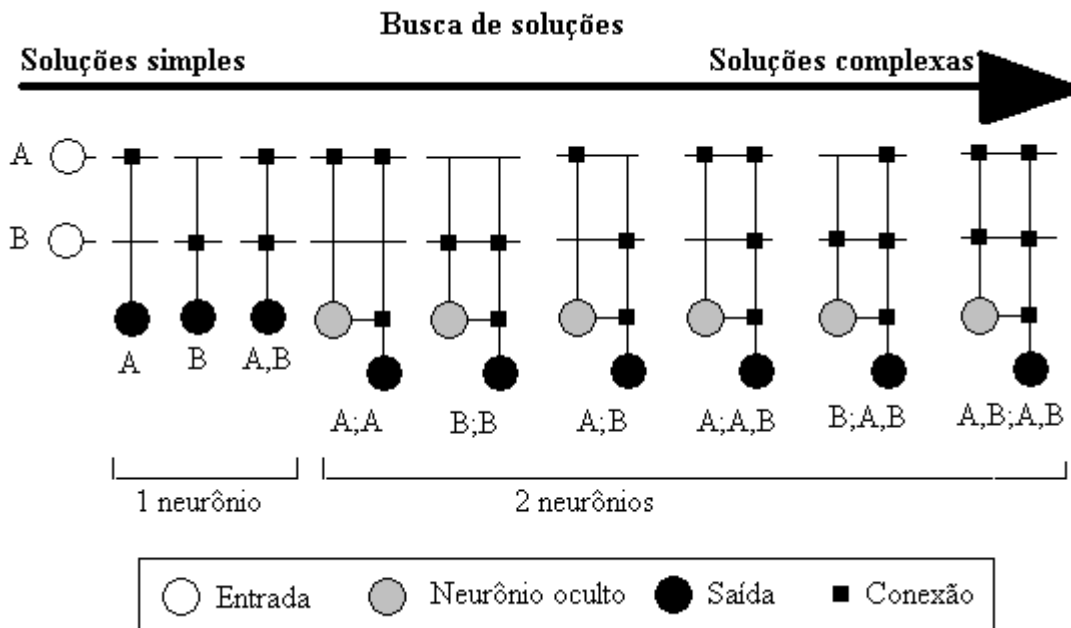 Busca de soluções
Soluções simples
Soluções complexas
A
B
A
B
A,B
A;A
B;B
A;B
A;A,B
B;A,B
A,B;A,B
1 neurônio
2 neurônios
Entrada
Neurônio oculto
Saída
Conexão